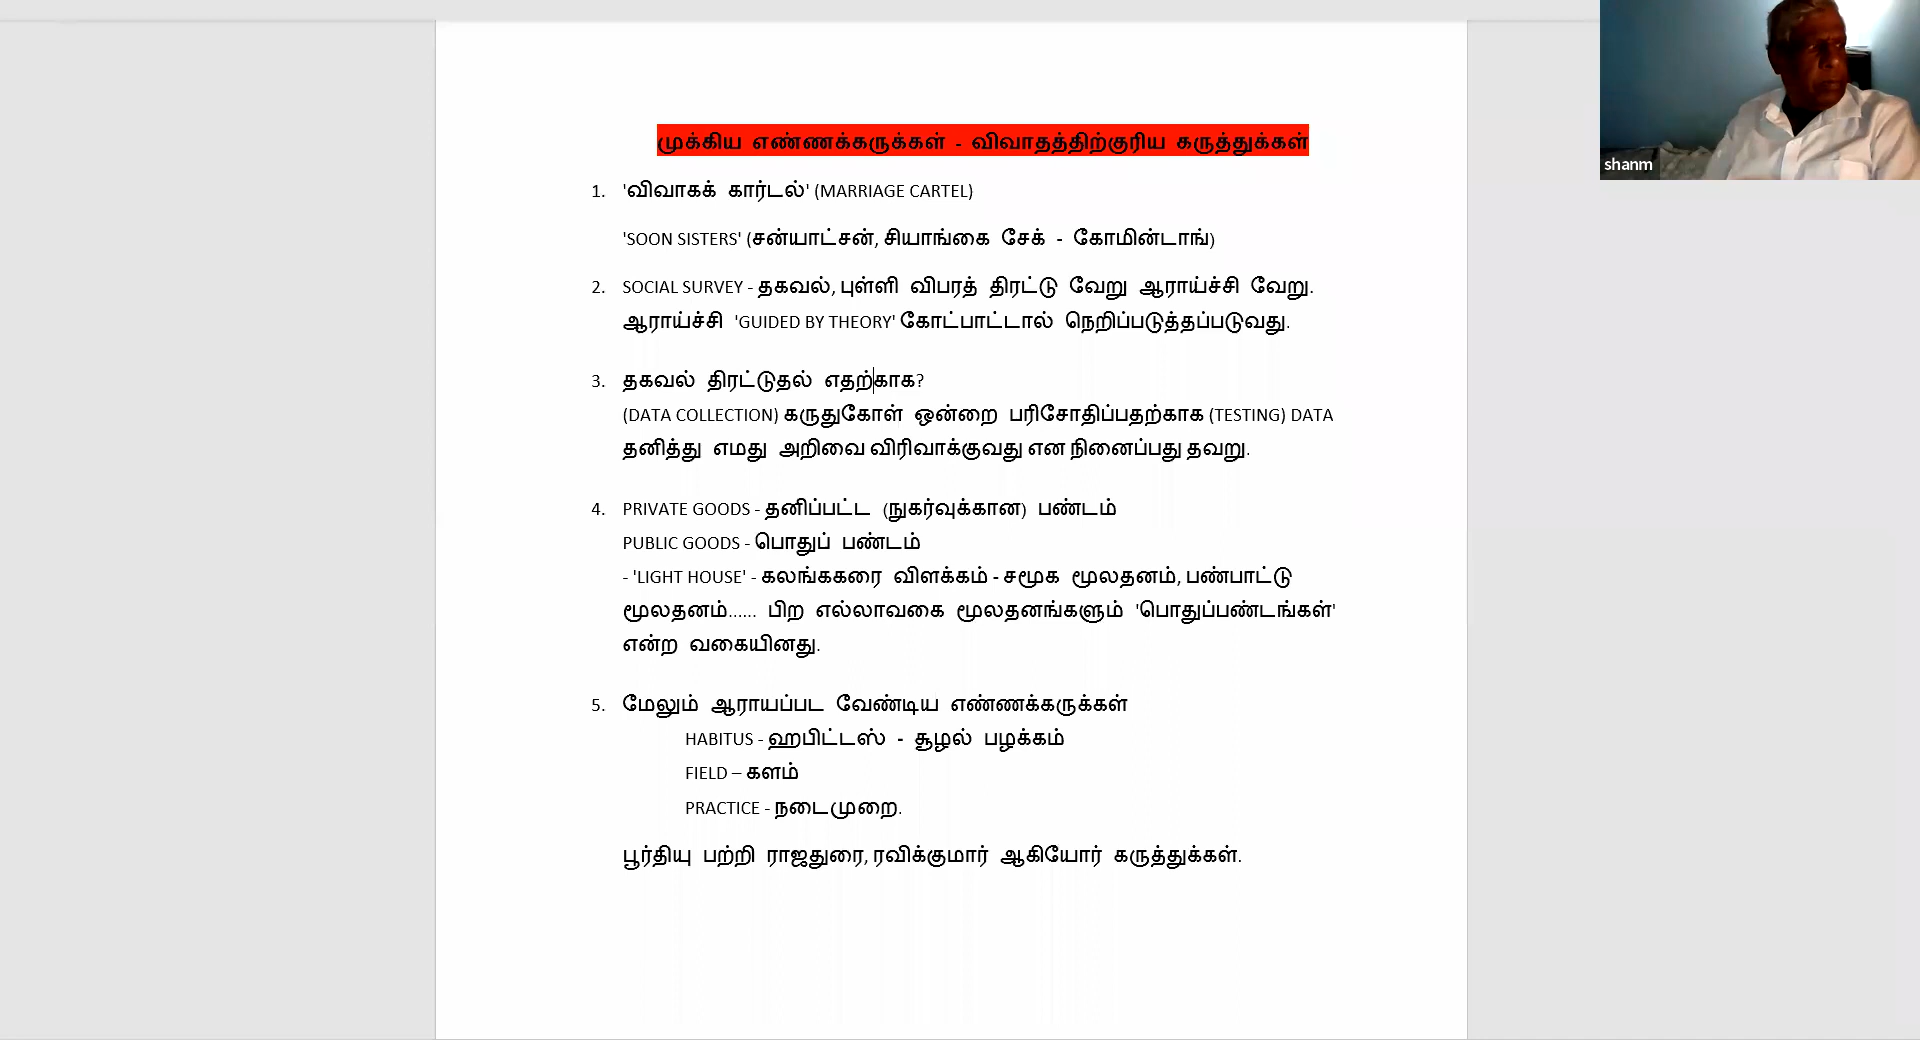 முக்கிய எண்ணக்கருக்கள் - விவாதத்திற்குரிய கருத்துக்கள்
shanm
1. 'விவாகக் கார்டல்' (MARRIAGE CARTEL)
'SOON SISTERS' (சன்யாட்சன், சியாங்கை சேக் - கோமின்டாங்)
2. SOCIAL SURVEY - தகவல், புள்ளி விபரத் திரட்டு வேறு ஆராய்ச்சி வேறு.
ஆராய்ச்சி 'GUIDED BY THEORY' கோட்பாட்டால் நெறிப்படுத்தப்படுவது.
3. தகவல் திரட்டுதல் எதற்காக?
(DATA COLLECTION) கருதுகோள் ஒன்றை பரிசோதிப்பதற்காக (TESTING) DATA
தனித்து எமது அறிவை விரிவாக்குவது என நினைப்பது தவறு.
4. PRIVATE GOODS - தனிப்பட்ட (நுகர்வுக்கான) பண்டம்
PUBLIC GOODS - பொதுப் பண்டம்
- 'LIGHT HOUSE' - கலங்ககரை விளக்கம் - சமூக மூலதனம், பண்பாட்டு
மூலதனம்...... பிற எல்லாவகை மூலதனங்களும் 'பொதுப்பண்டங்கள்'
என்ற வகையினது.
5. மேலும் ஆராயப்பட வேண்டிய எண்ணக்கருக்கள்
HABITUS - ஹபிட்டஸ் - சூழல் பழக்கம்
FIELD – களம்
PRACTICE - நடைமுறை.
பூர்தியு பற்றி ராஜதுரை, ரவிக்குமார் ஆகியோர் கருத்துக்கள்.